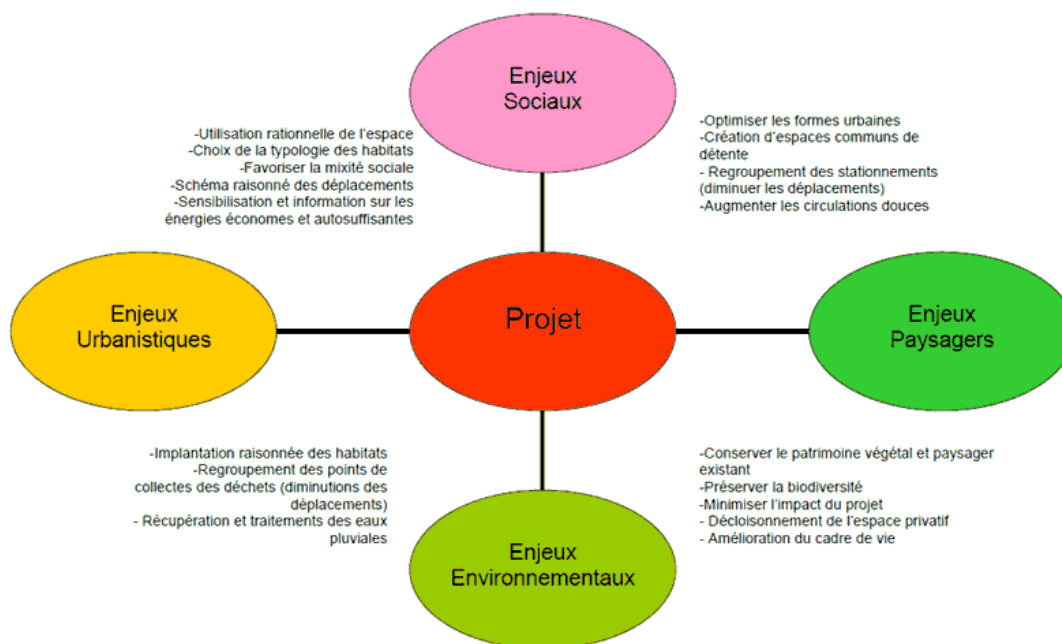 Enjeux
Sociaux
-Utilisation rationnelle de l'espace
-Choix de la typologie des habitats
-Favoriser la mixité sociale
-Schéma raisonné des déplacements
-Sensibilisation et information sur les
énergies économes et autosuffisantes
-Optimiser les formes urbaines
-Création d'espaces communs de
détente
- Regroupement des stationnements
(diminuer les déplacements)
-Augmenter les circulations douces
Enjeux
Urbanistiques
Projet
Enjeux
Paysagers
-Implantation raisonnée des habitats
-Regroupement des points de
collectes des déchets (diminutions des
déplacements)
- Récupération et traitements des eaux
pluviales
-Conserver le patrimoine végétal et paysager
existant
-Préserver la biodiversité
-Minimiser l'impact du projet
- Décloisonnement de l'espace privatif
- Amélioration du cadre de vie
Enjeux
Environnementaux